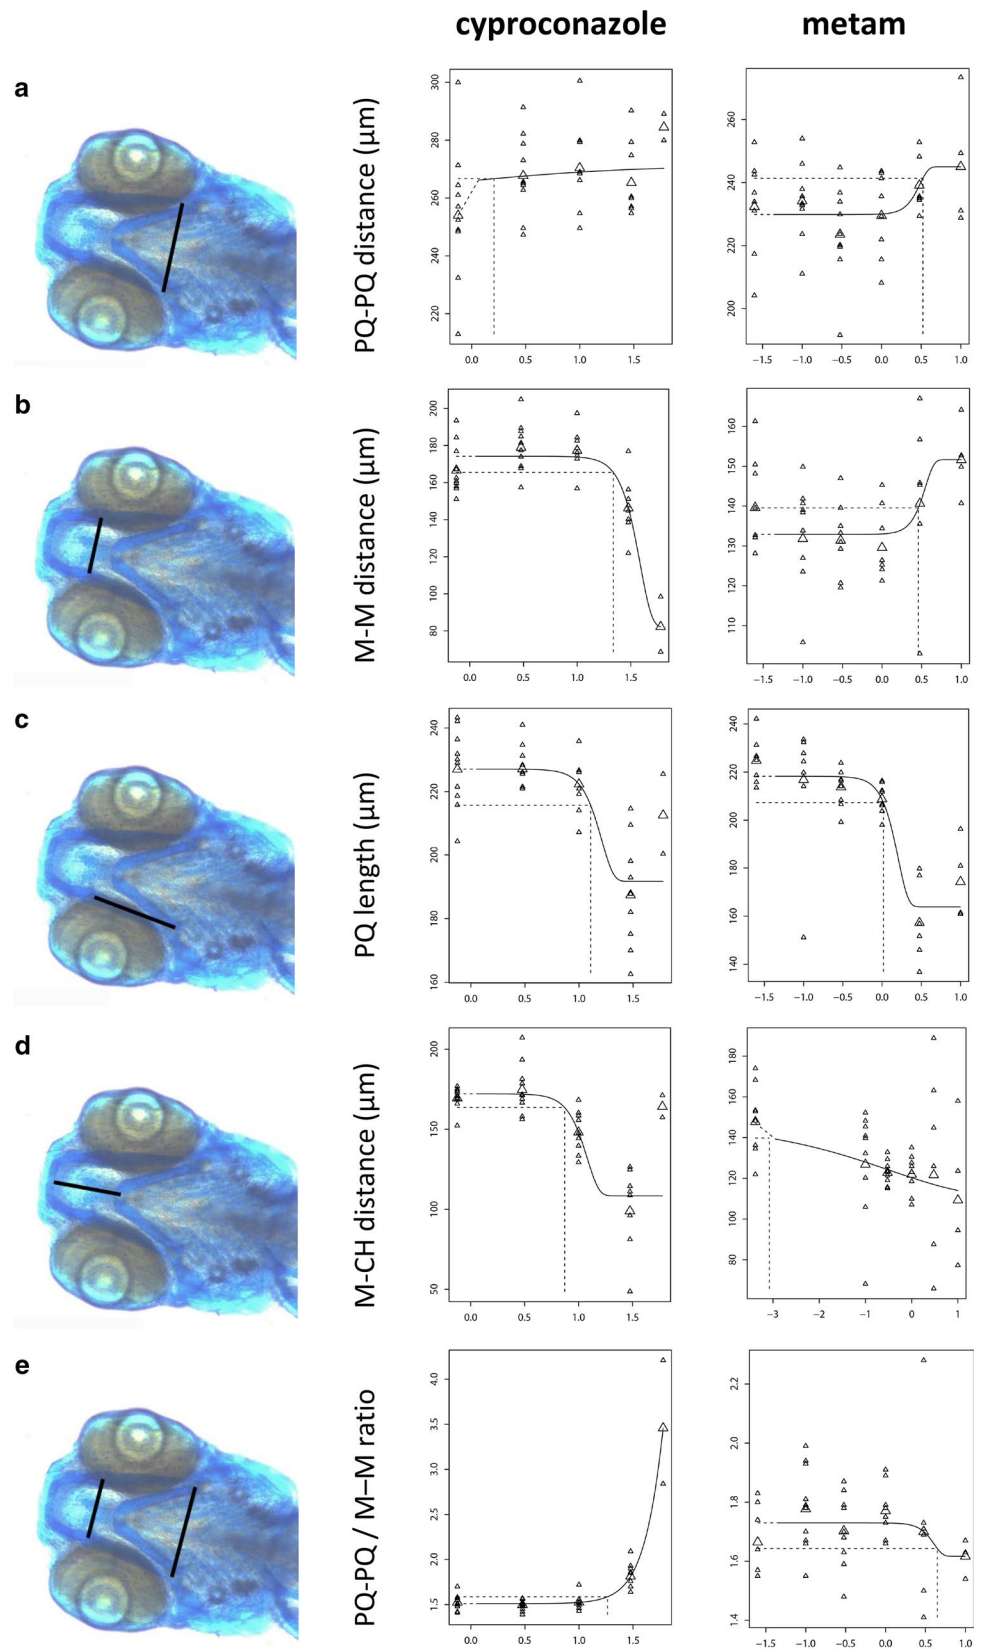 cyproconazole metam
a
PQ-PQ distance (µm)
300
280
260
240
220
0.0 0.5 1.0 1.5
260
240
220
200
−1.5 −1.0 −0.5 0.0 0.5 1.0
b
M-M distance (µm)
200
180
160
140
120
100
80
0.0 0.5 1.0 1.5
160
150
140
130
120
110
−1.5 −1.0 −0.5 0.0 0.5 1.0
c
PQ length (µm)
240
220
200
180
160
0.0 0.5 1.0 1.5
240
220
200
180
160
140
−1.5 −1.0 −0.5 0.0 0.5 1.0
d
M-CH distance (µm)
200
150
100
50
0.0 0.5 1.0 1.5
180
160
140
120
100
80
−3 −2 −1 0 1
e
PQ-PQ / M–M ratio
4.0
3.5
3.0
2.5
2.0
1.5
0.0 0.5 1.0 1.5
2.2
2.0
1.8
1.6
1.4
−1.5 −1.0 −0.5 0.0 0.5 1.0